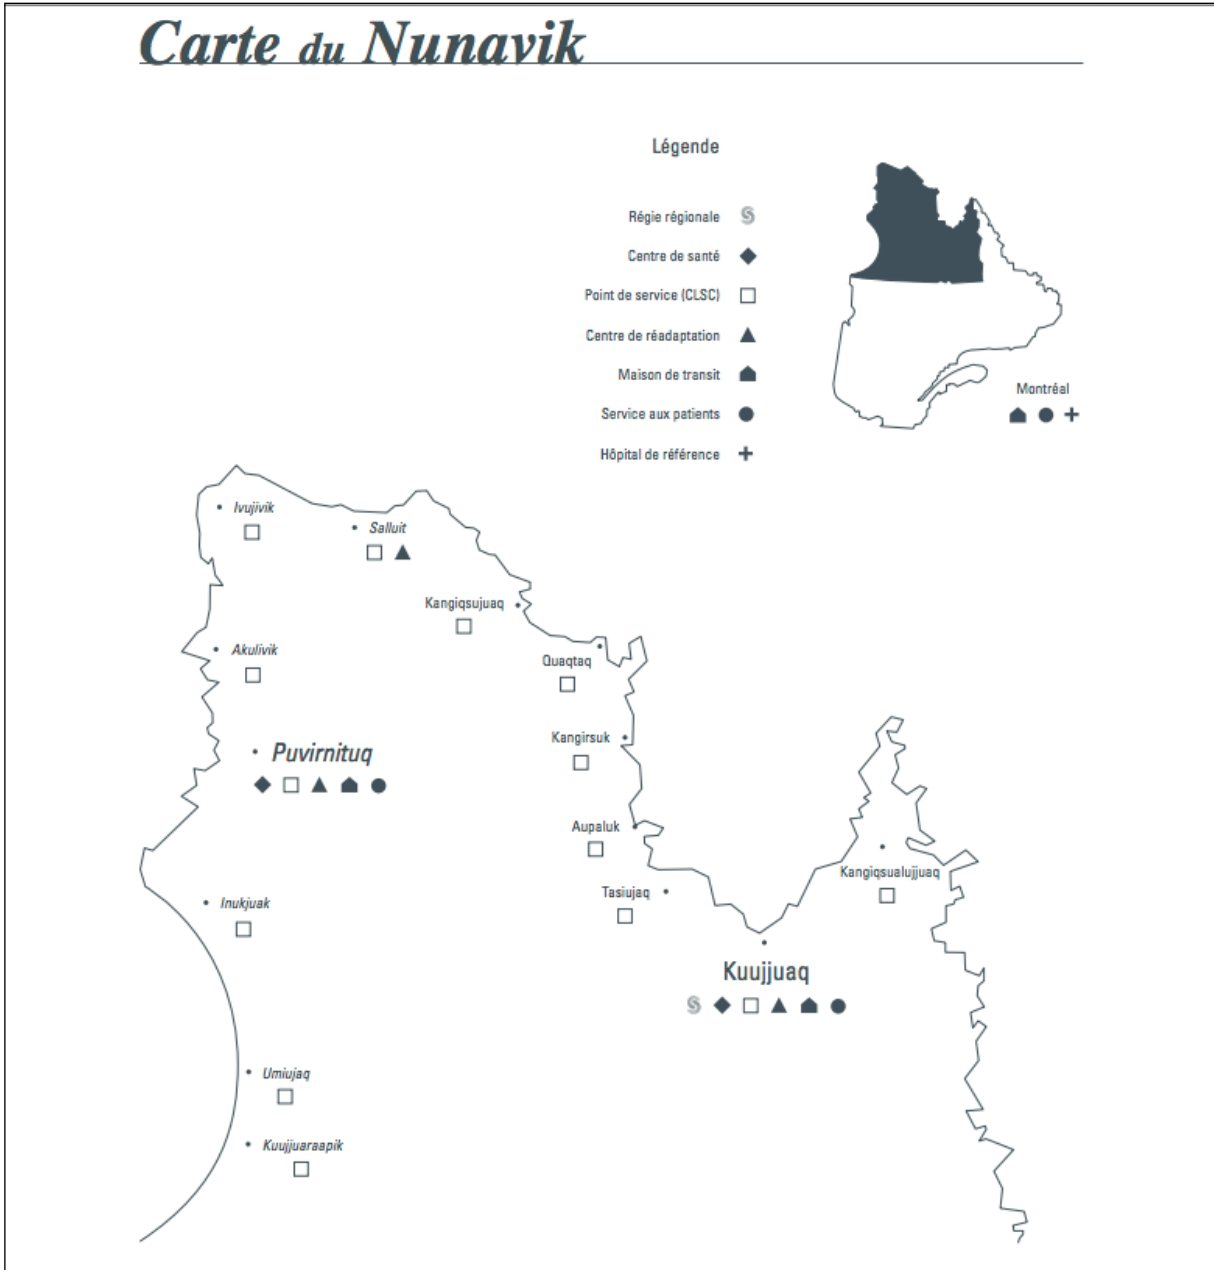 Carte du Nunavik
Légende
Régie régionale
Centre de santé
Point de service (CLSC)
Centre de réadaptation
Maison de transit
Service aux patients
Hôpital de référence
Montréal
Ivujivik
Salluit
Kangiqsujuaq
Akulivik
Quaqtaq
Kangirsuk
Puvirnituq
Aupaluk
Kangiqsualujjuaq
Tasiujaq
Inukjuak
Kuujjuaq
Umiujaq
Kuujjuaraapik